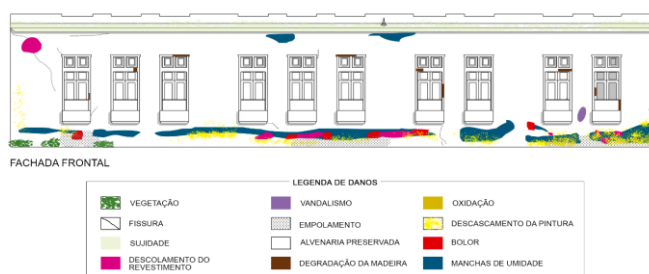 FACHADA FRONTAL
LEGENDA DE DANOS
VEGETAÇÃO
VANDALISMO
OXIDAÇÃO
FISSURA
EMPOLAMENTO
DESCASCAMENTO DA PINTURA
SUJIDADE
ALVENARIA PRESERVADA
BOLOR
DESCOLAMENTO DO
REVESTIMENTO
DEGRADAÇÃO DA MADEIRA
MANCHAS DE UMIDADE